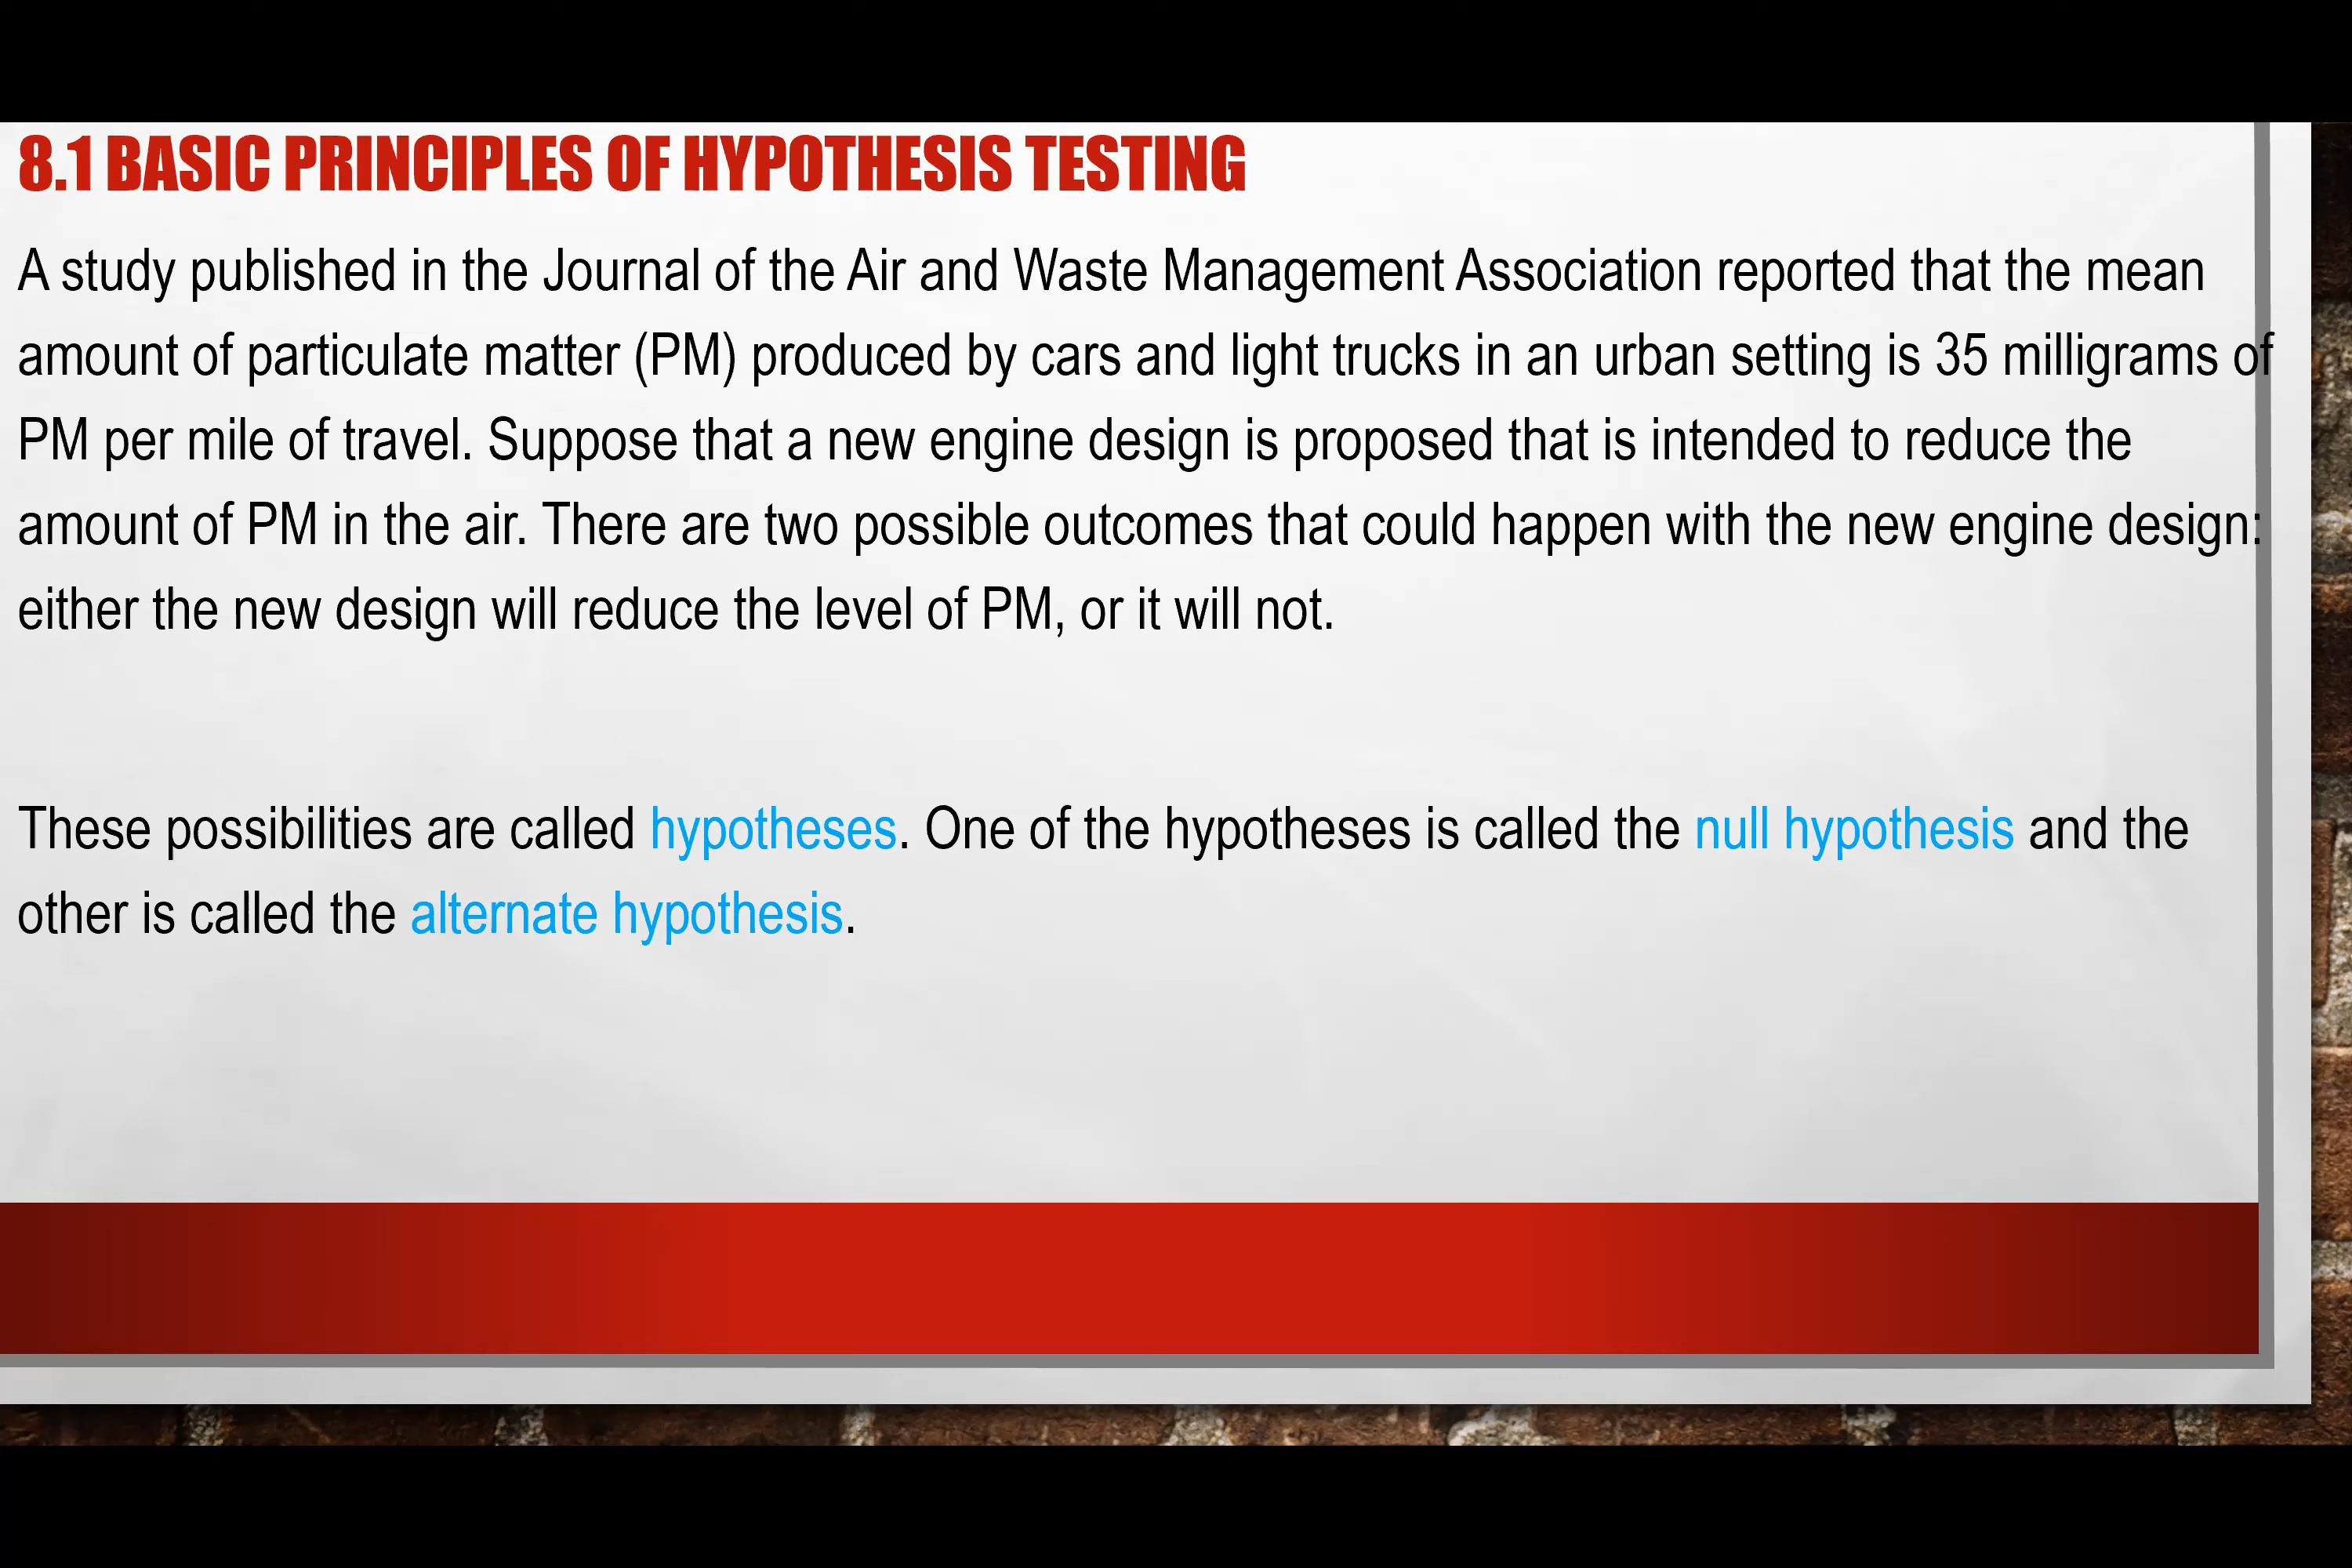 8.1 BASIC PRINCIPLES OF HYPOTHESIS TESTING
A study published in the Journal of the Air and Waste Management Association reported that the mean
amount of particulate matter (PM) produced by cars and light trucks in an urban setting is 35 milligrams of
PM per mile of travel. Suppose that a new engine design is proposed that is intended to reduce the
amount of PM in the air. There are two possible outcomes that could happen with the new engine design:
either the new design will reduce the level of PM, or it will not.
These possibilities are called hypotheses. One of the hypotheses is called the null hypothesis and the
other is called the alternate hypothesis.